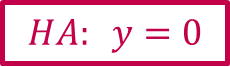 HA: y = 0